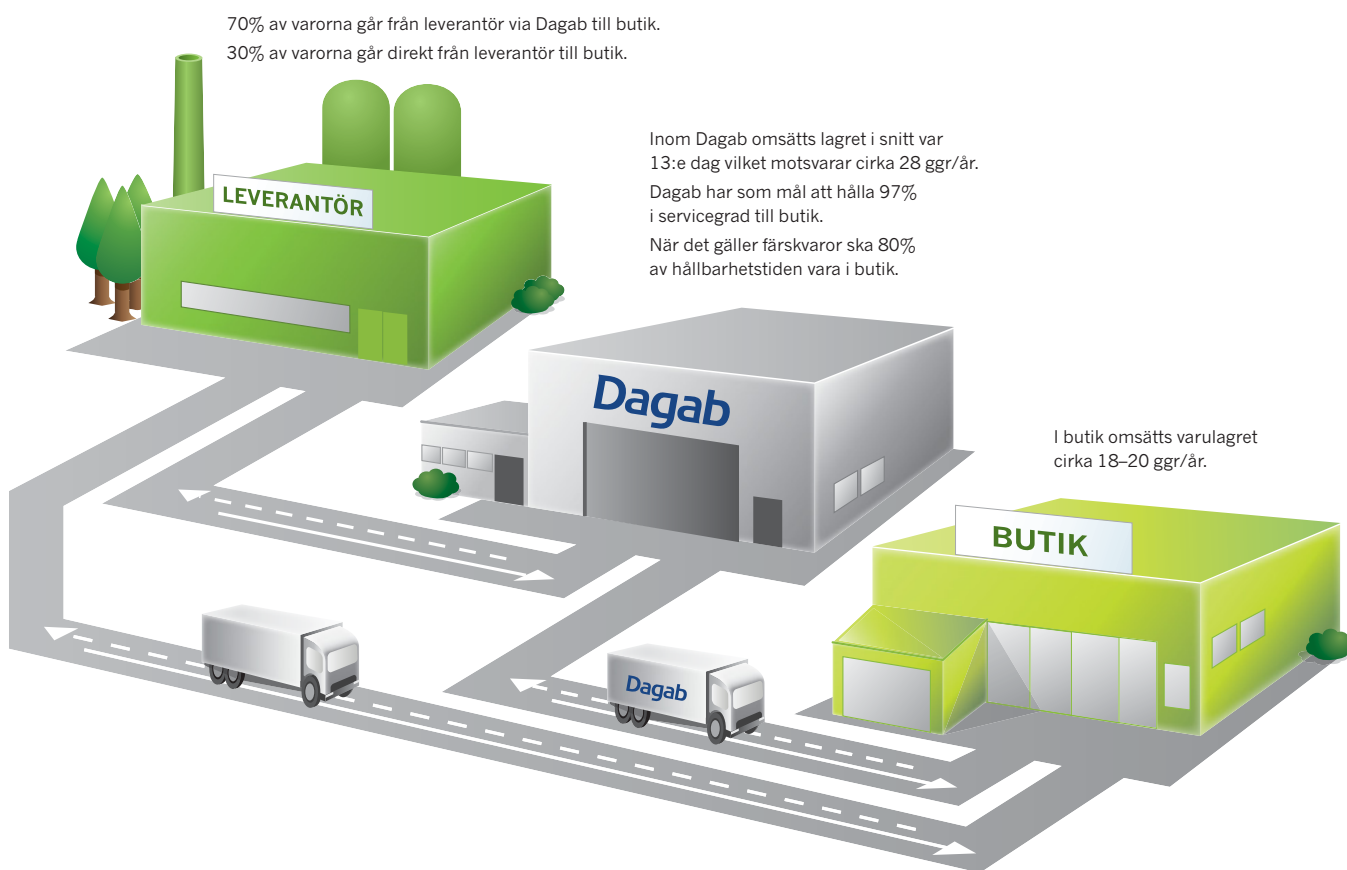 70% av varorna går från leverantör via Dagab till butik.
30% av varorna går direkt från leverantör till butik.
Inom Dagab omsätts lagret i snitt var
13:e dag vilket motsvarar cirka 28 ggr/år.
Dagab har som mål att hålla 97%
i servicegrad till butik.
När det gäller färskvaror ska 80%
av hållbarhetstiden vara i butik.
LEVERANTÖR
Dagab
I butik omsätts varulagret
cirka 18–20 ggr/år.
BUTIK
Dagab